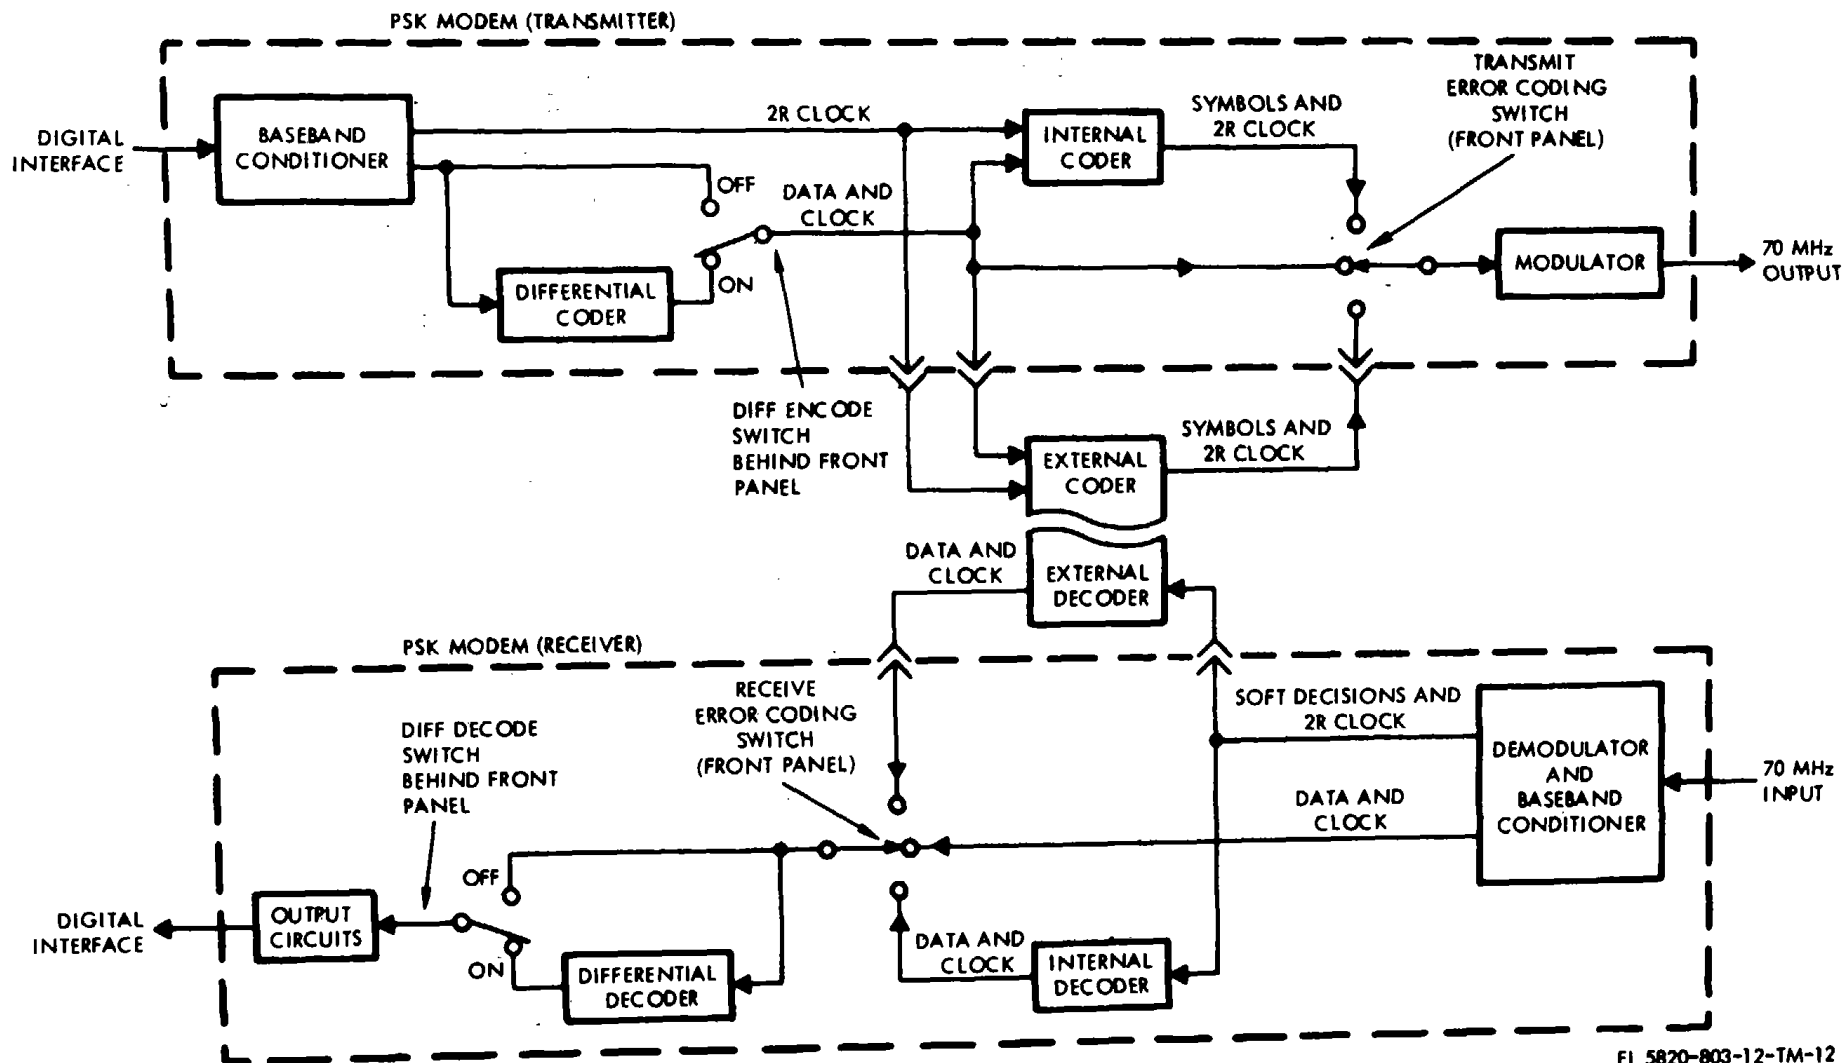 PSK MODEM (TRANSMITTER)
DIGITAL
INTERFACE
BASEBAND
CONDITIONER
2R CLOCK
OFF
ON
DIFFERENTIAL
CODER
DATA AND
CLOCK
INTERNAL
CODER
SYMBOLS AND
2R CLOCK
TRANSMIT
ERROR CODING
SWITCH
(FRONT PANEL)
MODULATOR
70 MHz
OUTPUT
DIFF ENCODE
SWITCH
BEHIND FRONT
PANEL
EXTERNAL
CODER
SYMBOLS AND
2R CLOCK
DATA AND
CLOCK
EXTERNAL
DECODER
PSK MODEM (RECEIVER)
DIFF DECODE
SWITCH
BEHIND FRONT
PANEL
RECEIVE
ERROR CODING
SWITCH
(FRONT PANEL)
SOFT DECISIONS AND
2R CLOCK
DATA AND
CLOCK
DEMODULATOR
AND
BASEBAND
CONDITIONER
70 MHz
INPUT
DIGITAL
INTERFACE
OUTPUT
CIRCUITS
OFF
ON
DIFFERENTIAL
DECODER
DATA AND
CLOCK
INTERNAL
DECODER
EL 5820-803-12-TM-12